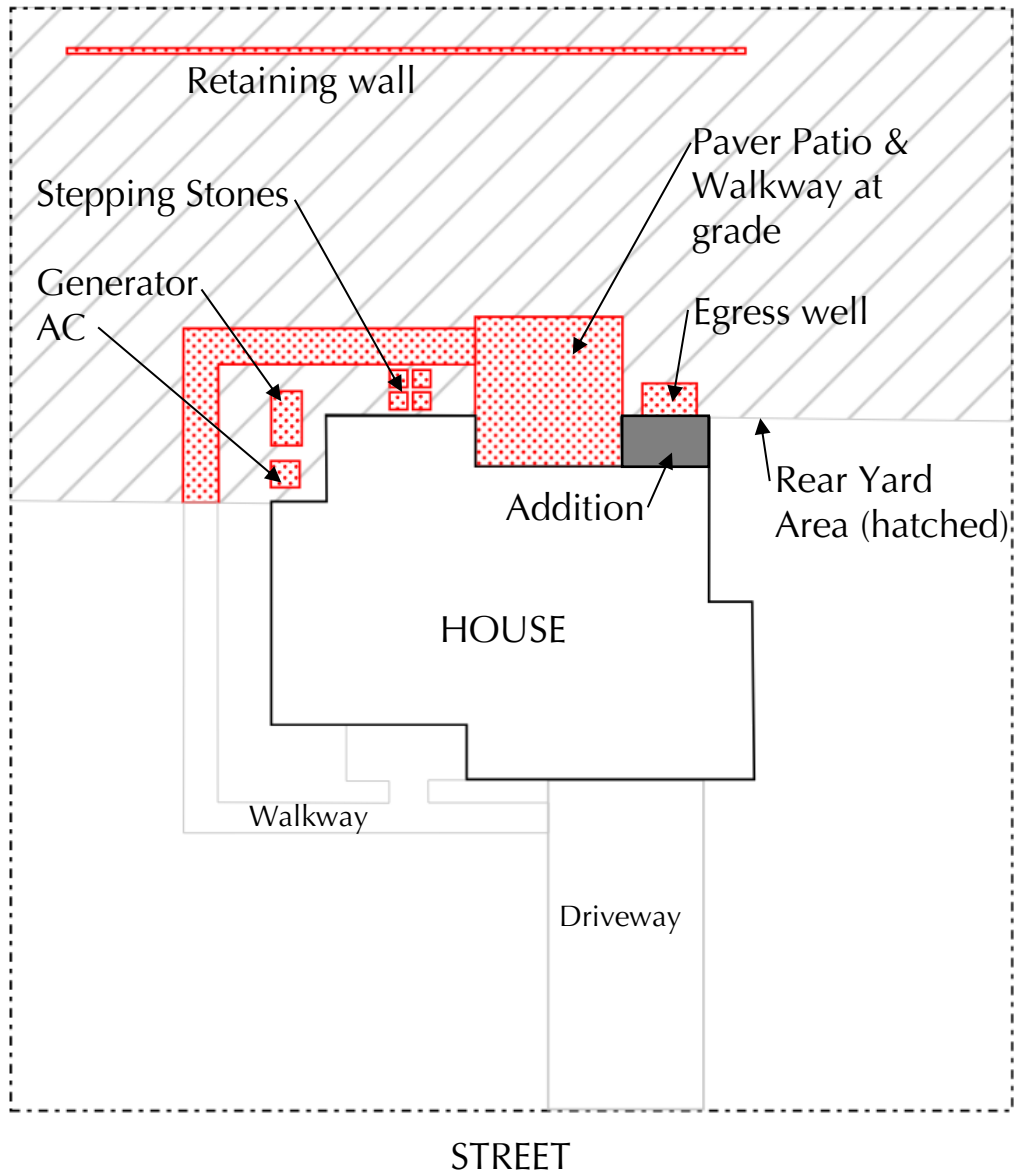 Retaining wall
Paver Patio &
Walkway at
grade
Stepping Stones
Generator
AC
Egress well
Rear Yard
Area (hatched)
Addition
HOUSE
Walkway
Driveway
STREET